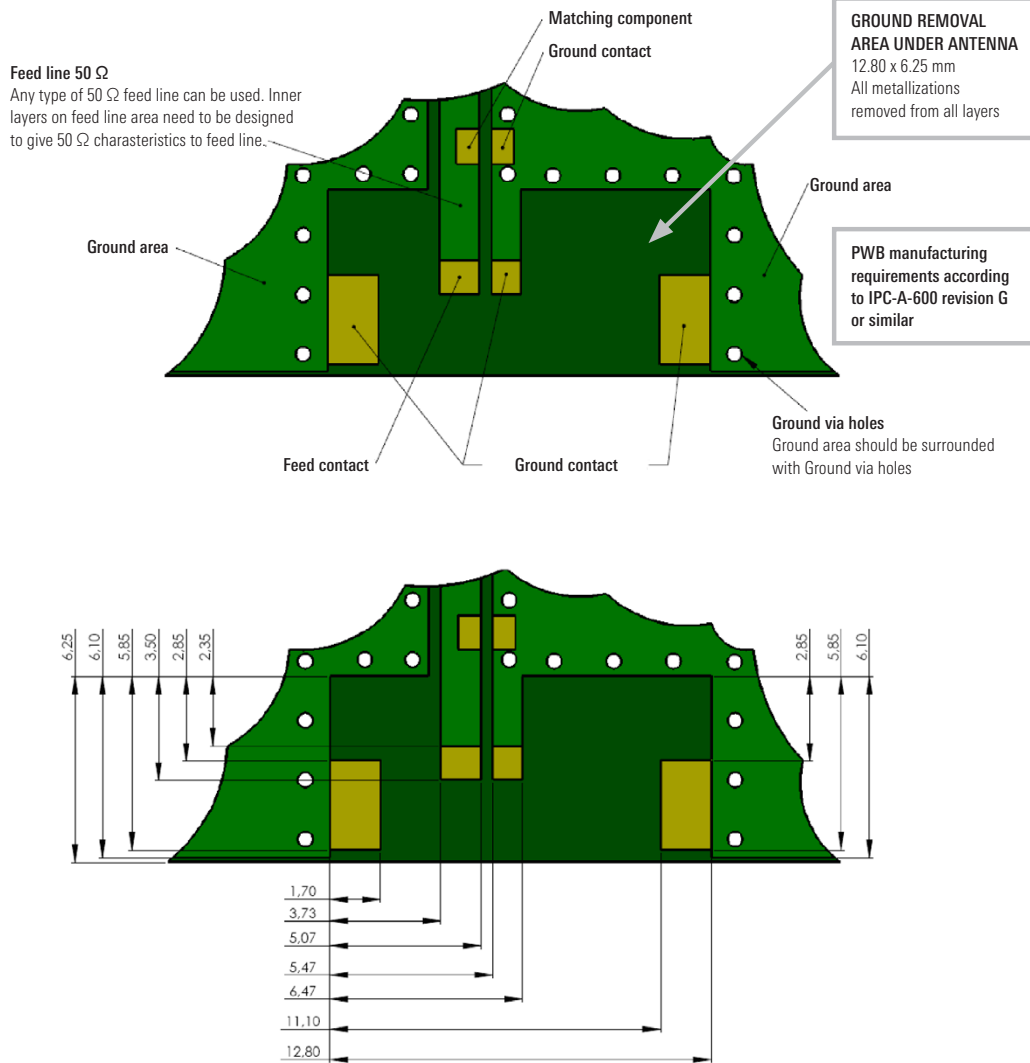 Matching component
Ground contact
GROUND REMOVAL
AREA UNDER ANTENNA
12.80 x 6.25 mm
All metallizations
removed from all layers
Feed line 50 Ω
Any type of 50 Ω feed line can be used. Inner
layers on feed line area need to be designed
to give 50 Ω charasteristics to feed line.
Ground area
Ground area
PWB manufacturing
requirements according
to IPC-A-600 revision G
or similar
Ground via holes
Ground area should be surrounded
with Ground via holes
Feed contact
Ground contact
6,25
6,10
5,85
3,50
2,85
2,35
2,85
5,85
6,10
1,70
3,73
5,07
5,47
6,47
11,10
12,80